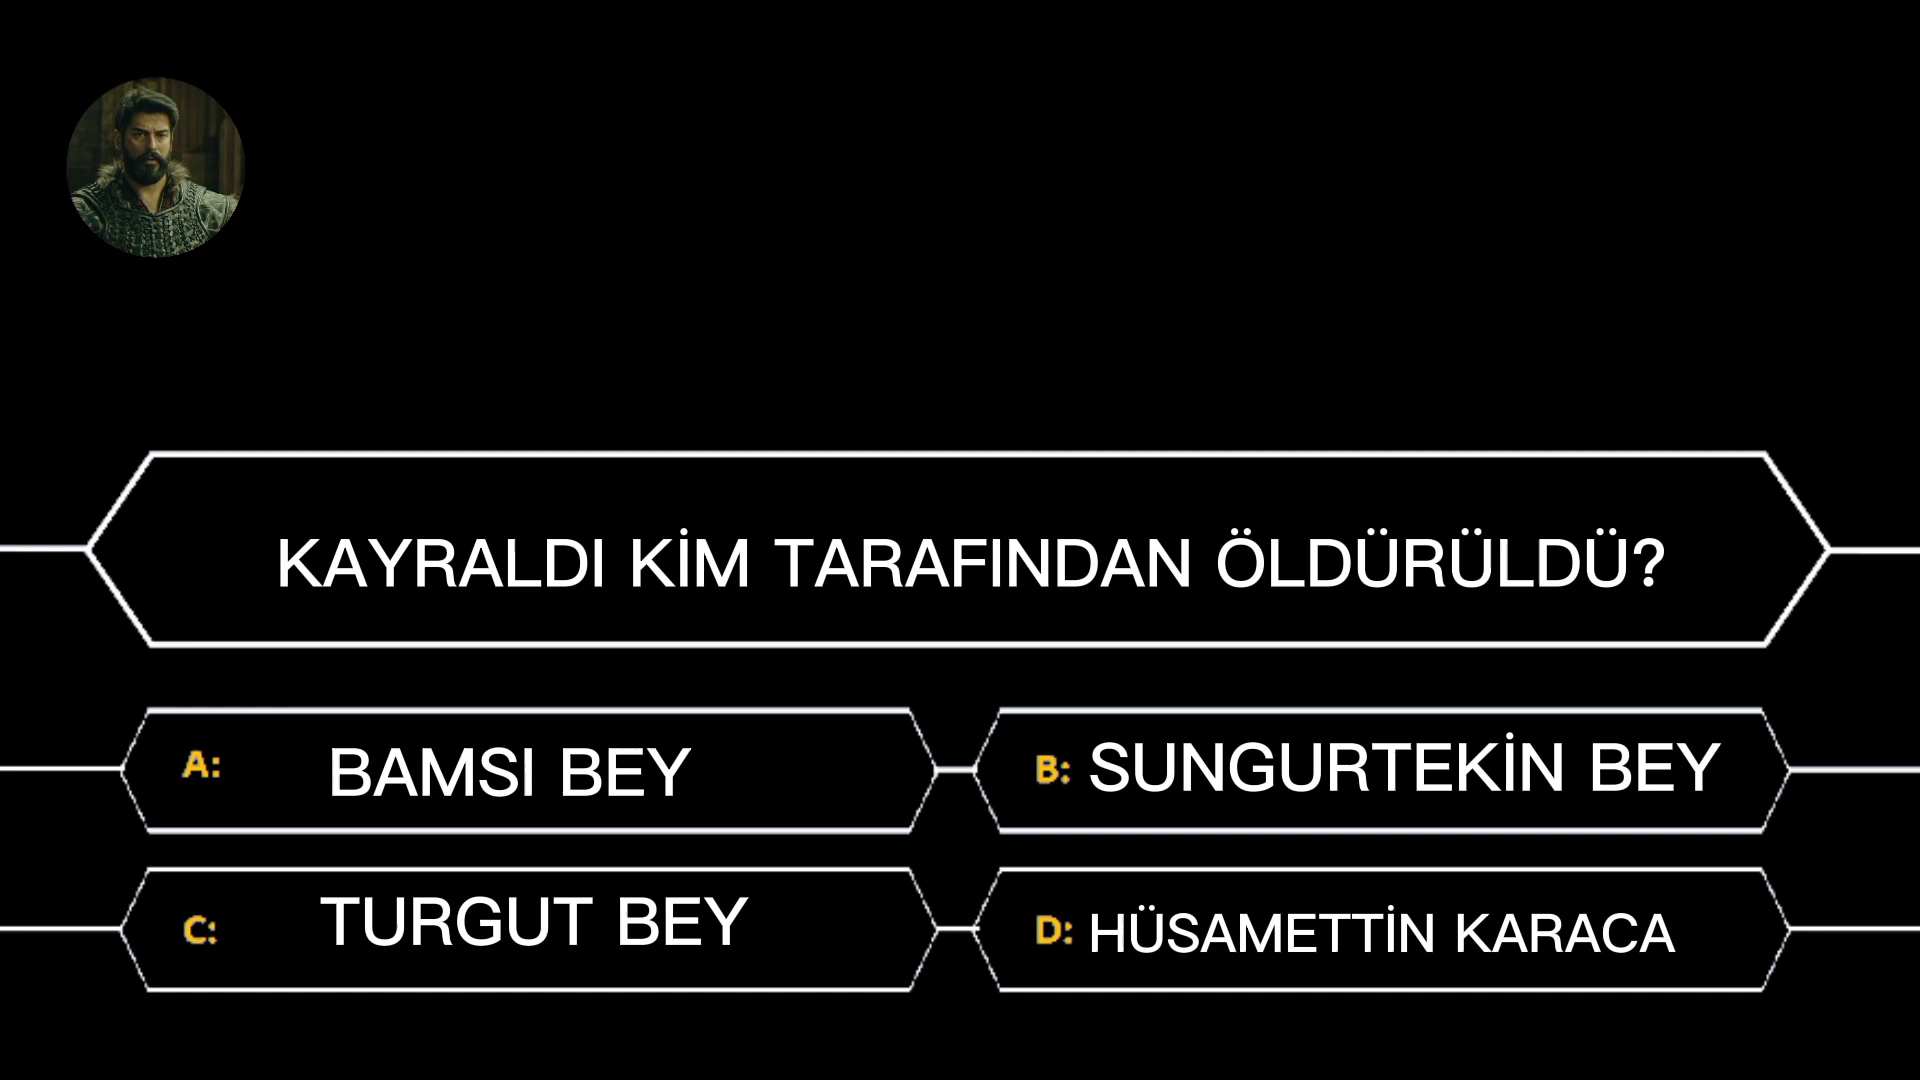 KAYRALDI KİM TARAFINDAN ÖLDÜRÜLDÜ?
A: BAMSI BEY
B: SUNGURTEKİN BEY
C: TURGUT BEY
D: HÜSAMETTİN KARACA